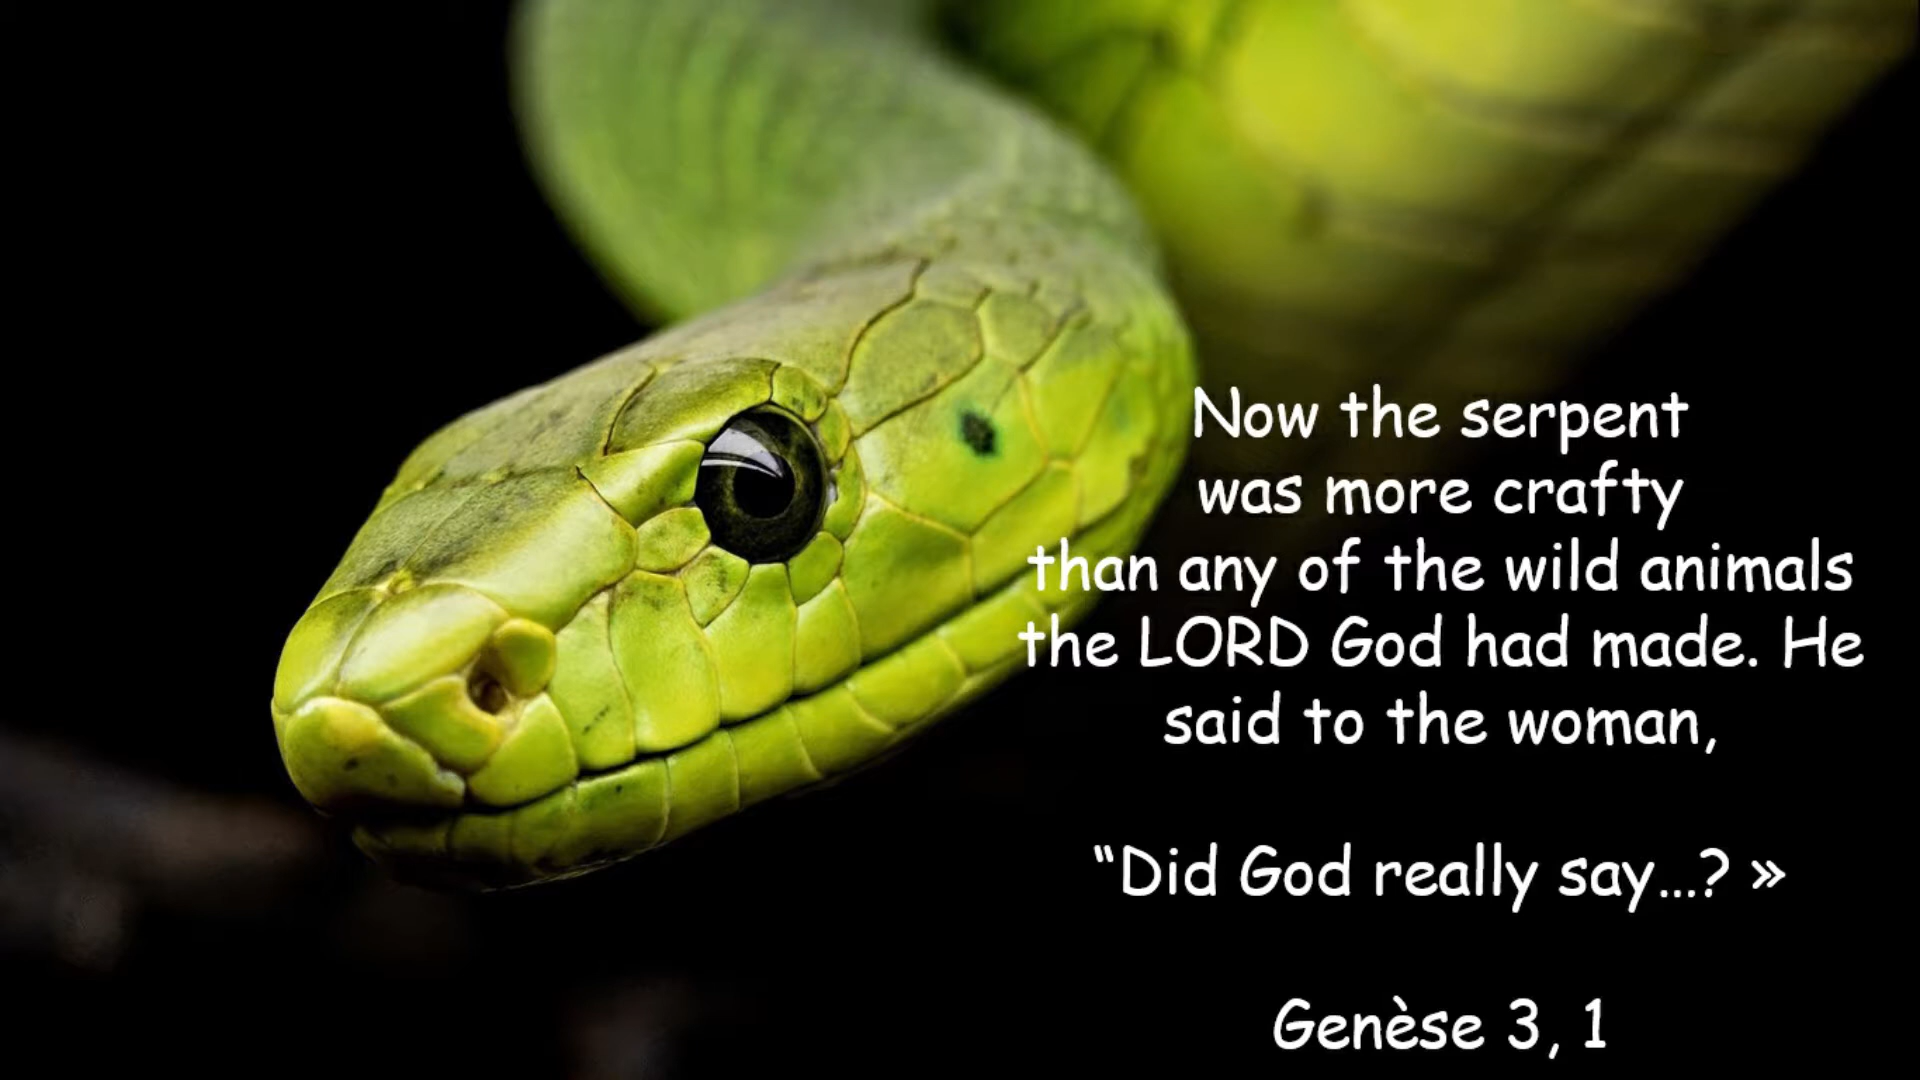 Now the serpent
was more crafty
than any of the wild animals
the LORD God had made. He
said to the woman,
“Did God really say...? »
Genèse 3, 1